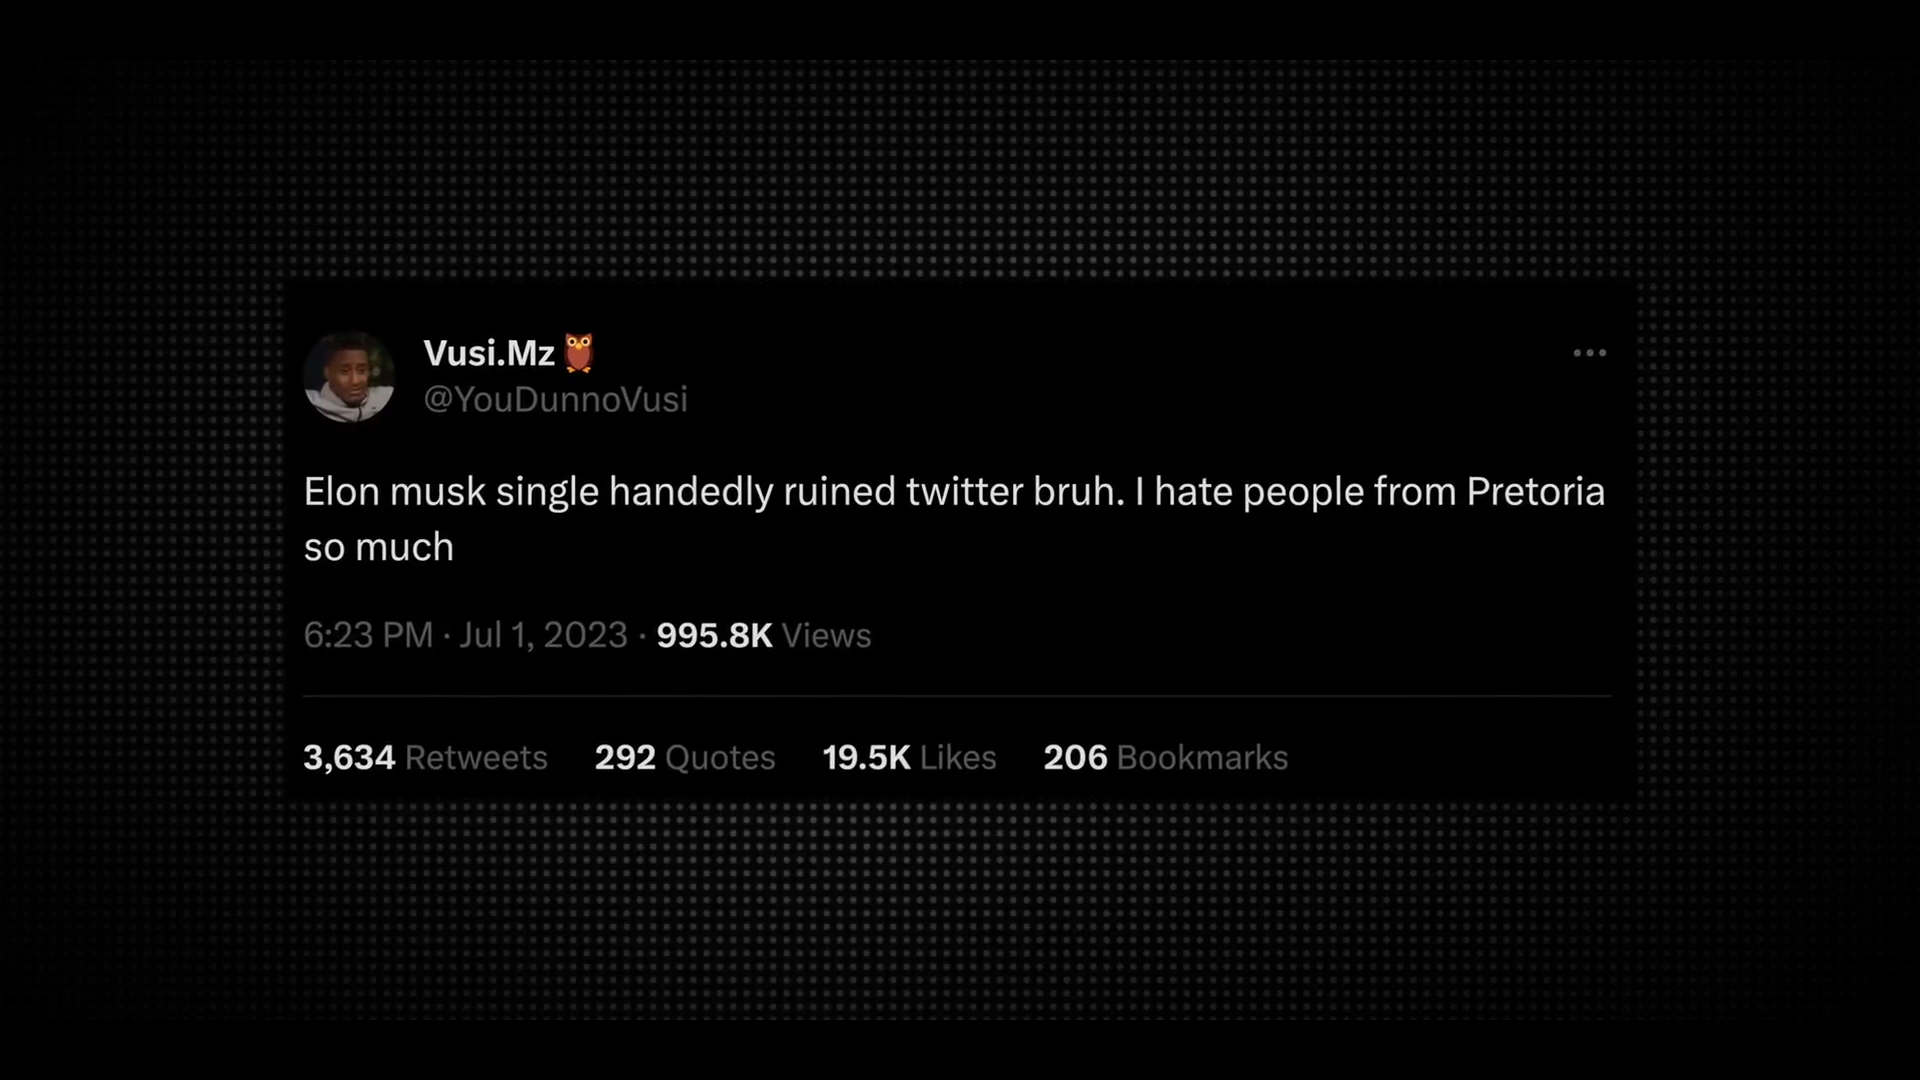 Vusi.Mz🦉
@YouDunnoVusi
Elon musk single handedly ruined twitter bruh. I hate people from Pretoria
so much
6:23 PM · Jul 1, 2023 · 995.8K Views
3,634 Retweets 292 Quotes 19.5K Likes 206 Bookmarks